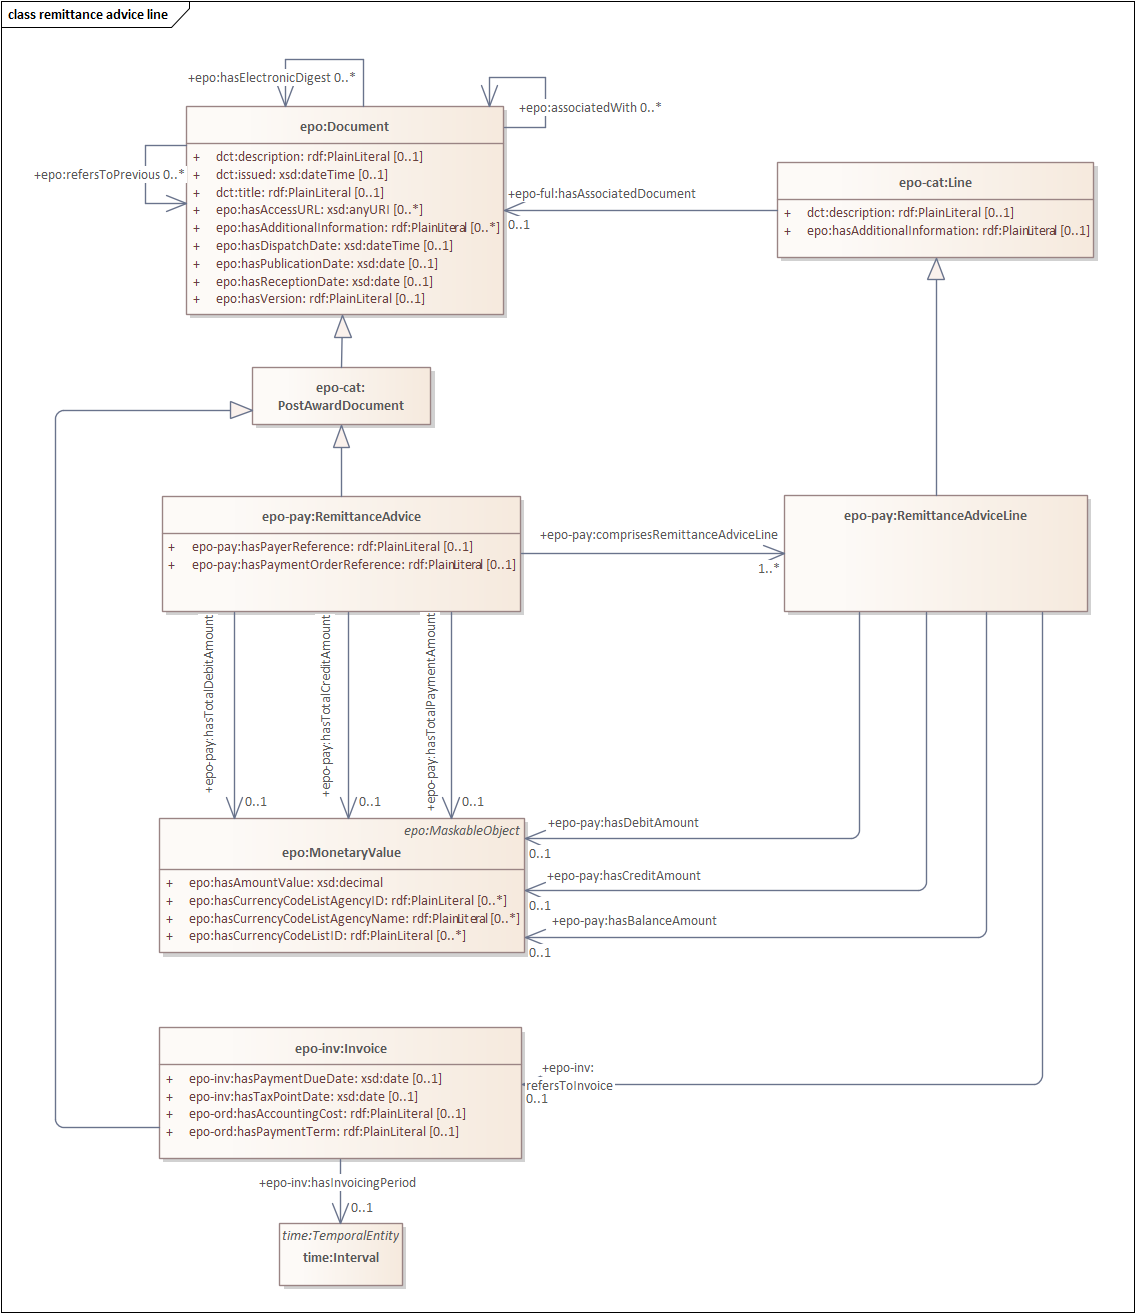 class remittance advice line
+epo:hasElectronicDigest 0..*
+epo:associatedWith 0..*
+epo:refersToPrevious 0..*
epo:Document
+ dct:description: rdf:PlainLiteral [0..1]
+ dct:issued: xsd:dateTime [0..1]
+ dct:title: rdf:PlainLiteral [0..1]
+ epo:hasAccessURL: xsd:anyURI [0..*]
+ epo:hasAdditionalInformation: rdf:PlainLiteral [0..*]
+ epo:hasDispatchDate: xsd:dateTime [0..1]
+ epo:hasPublicationDate: xsd:date [0..1]
+ epo:hasReceptionDate: xsd:date [0..1]
+ epo:hasVersion: rdf:PlainLiteral [0..1]
+epo-ful:hasAssociatedDocument
0..1
epo-cat:Line
+ dct:description: rdf:PlainLiteral [0..1]
+ epo:hasAdditionalInformation: rdf:PlainLiteral [0..1]
epo-cat:
PostAwardDocument
epo-pay:RemittanceAdvice
+ epo-pay:hasPayerReference: rdf:PlainLiteral [0..1]
+ epo-pay:hasPaymentOrderReference: rdf:PlainLiteral [0..1]
+epo-pay:comprisesRemittanceAdviceLine
1..*
epo-pay:RemittanceAdviceLine
+epo-pay:hasTotalDebitAmount
0..1
+epo-pay:hasTotalCreditAmount
0..1
+epo-pay:hasTotalPaymentAmount
0..1
epo:MaskableObject
epo:MonetaryValue
+ epo:hasAmountValue: xsd:decimal
+ epo:hasCurrencyCodeListAgencyID: rdf:PlainLiteral [0..*]
+ epo:hasCurrencyCodeListAgencyName: rdf:PlainLiteral [0..*]
+ epo:hasCurrencyCodeListID: rdf:PlainLiteral [0..*]
+epo-pay:hasDebitAmount
0..1
+epo-pay:hasCreditAmount
0..1
+epo-pay:hasBalanceAmount
0..1
epo-inv:Invoice
+ epo-inv:hasPaymentDueDate: xsd:date [0..1]
+ epo-inv:hasTaxPointDate: xsd:date [0..1]
+ epo-ord:hasAccountingCost: rdf:PlainLiteral [0..1]
+ epo-ord:hasPaymentTerm: rdf:PlainLiteral [0..1]
+epo-inv:
refersToInvoice
0..1
+epo-inv:hasInvoicingPeriod
0..1
time:TemporalEntity
time:Interval